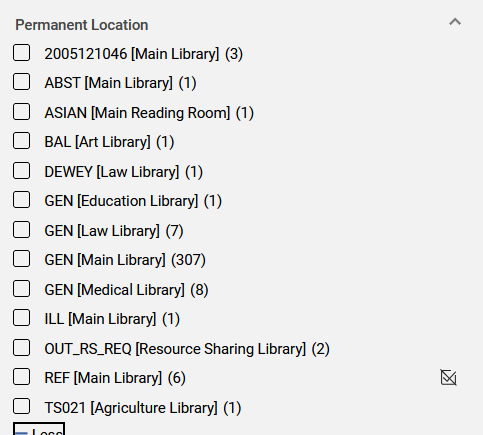 Permanent Location
2005121046 [Main Library] (3)
ABST [Main Library] (1)
ASIAN [Main Reading Room] (1)
BAL [Art Library] (1)
DEWEY [Law Library] (1)
GEN [Education Library] (1)
GEN [Law Library] (7)
GEN [Main Library] (307)
GEN [Medical Library] (8)
ILL [Main Library] (1)
OUT_RS_REQ [Resource Sharing Library] (2)
REF [Main Library] (6)
TS021 [Agriculture Library] (1)
Less